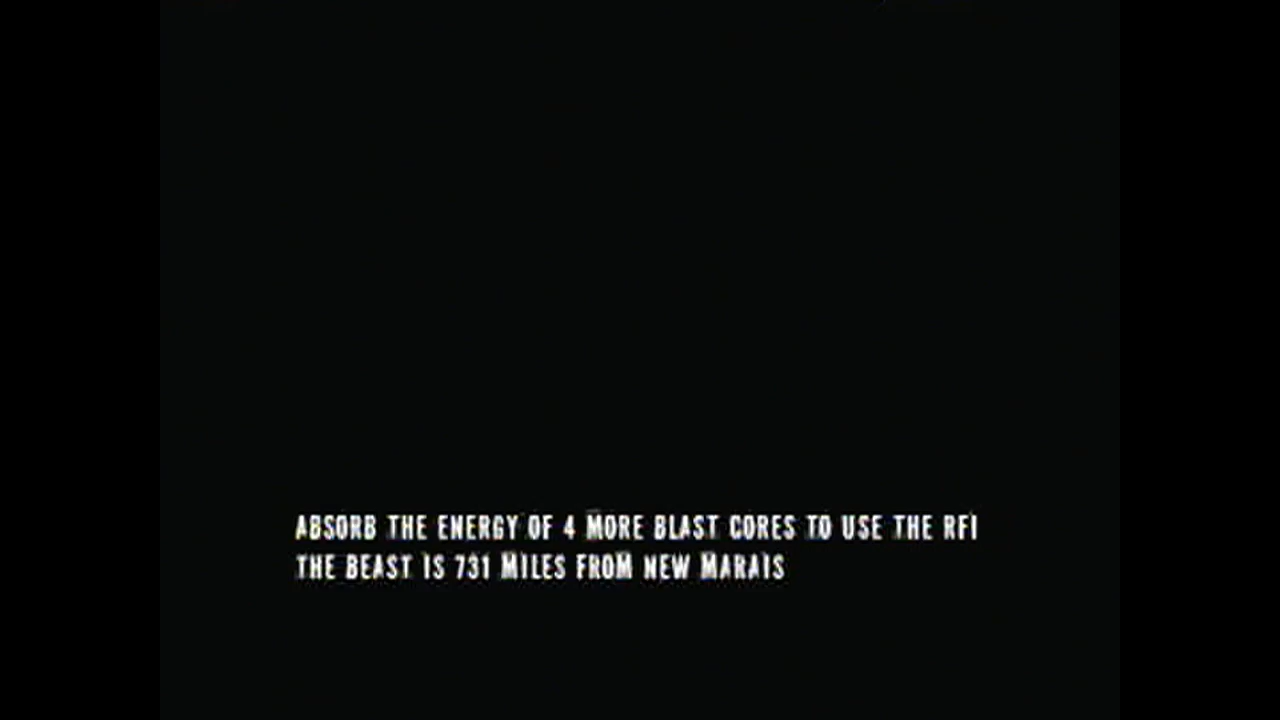 ABSORB THE ENERGY OF 4 MORE BLAST CORES TO USE THE RFI
THE BEAST IS 731 MILES FROM NEW MARAIS